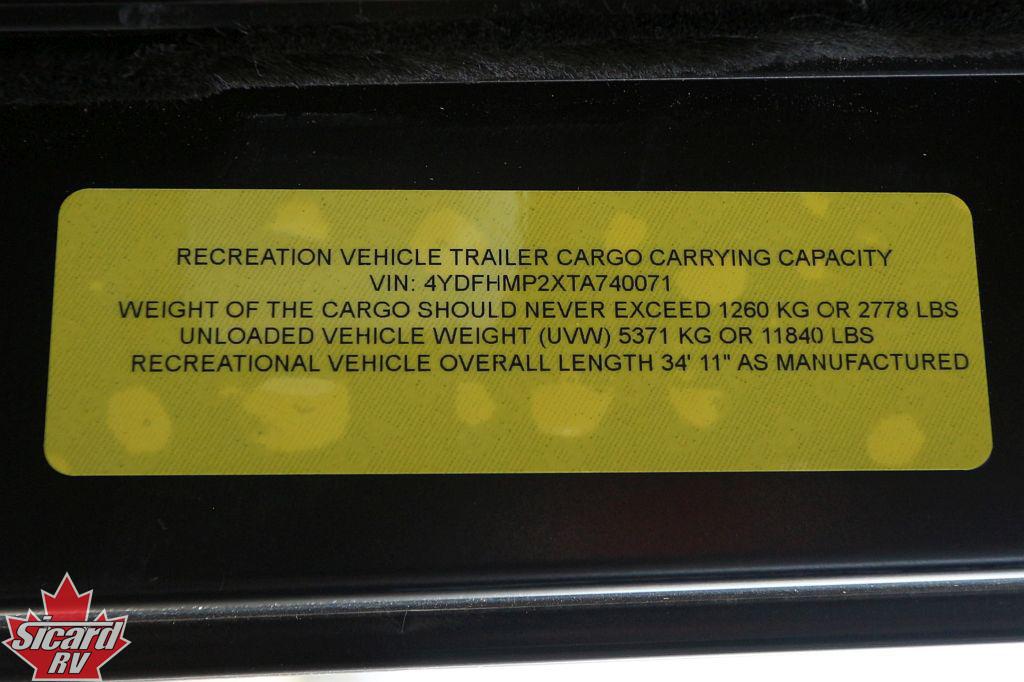 RECREATION VEHICLE TRAILER CARGO CARRYING CAPACITY
VIN: 4YDFHMP2XTA740071
WEIGHT OF THE CARGO SHOULD NEVER EXCEED 1260 KG OR 2778 LBS
UNLOADED VEHICLE WEIGHT (UVW) 5371 KG OR 11840 LBS
RECREATIONAL VEHICLE OVERALL LENGTH 34' 11" AS MANUFACTURED
Sicard
RV